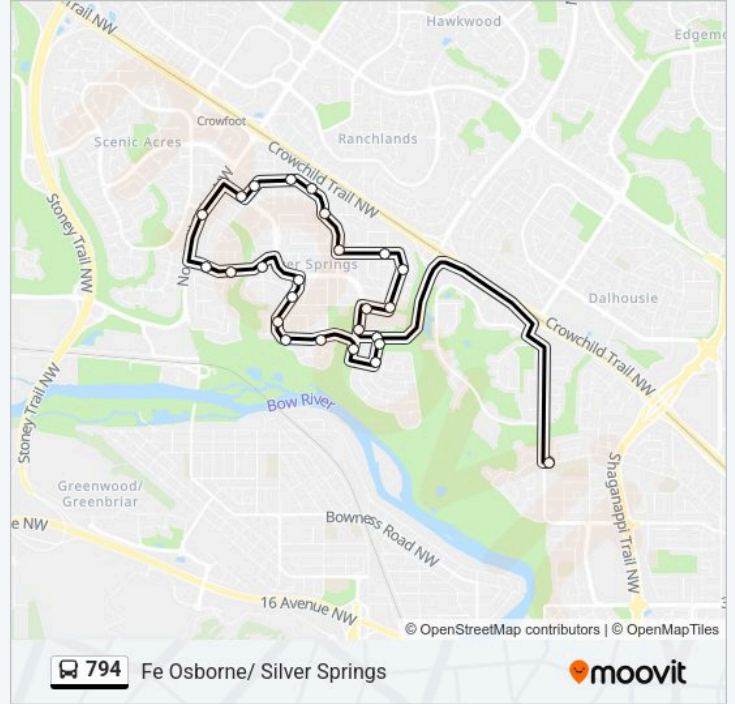 Trail NW
Hawkwood
Edgemo
Crowfoot
Scenic Acres
Ranchlands
Crowchild Trail NW
Stoney Trail NW
No
W
er Springs
Dalhousie
Crowchild Trail NW
Stoney Trail NW
Bow River
Greenwood/
Greenbriar
Shaganappi Trail NW
e NW
Bowness Road NW
16 Avenue NW
© OpenStreetMap contributors | © OpenMapTiles
794 Fe Osborne/ Silver Springs
moovit